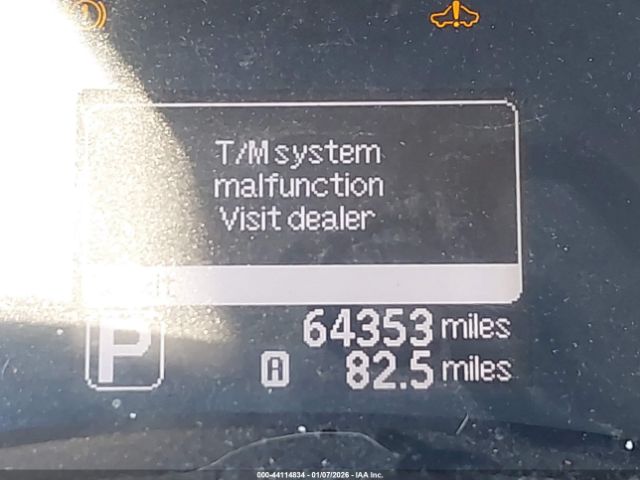 T/M system
malfunction
Visit dealer
P
64353 miles
A 82.5 miles
000-44114834 - 01/07/2026 - IAA Inc.